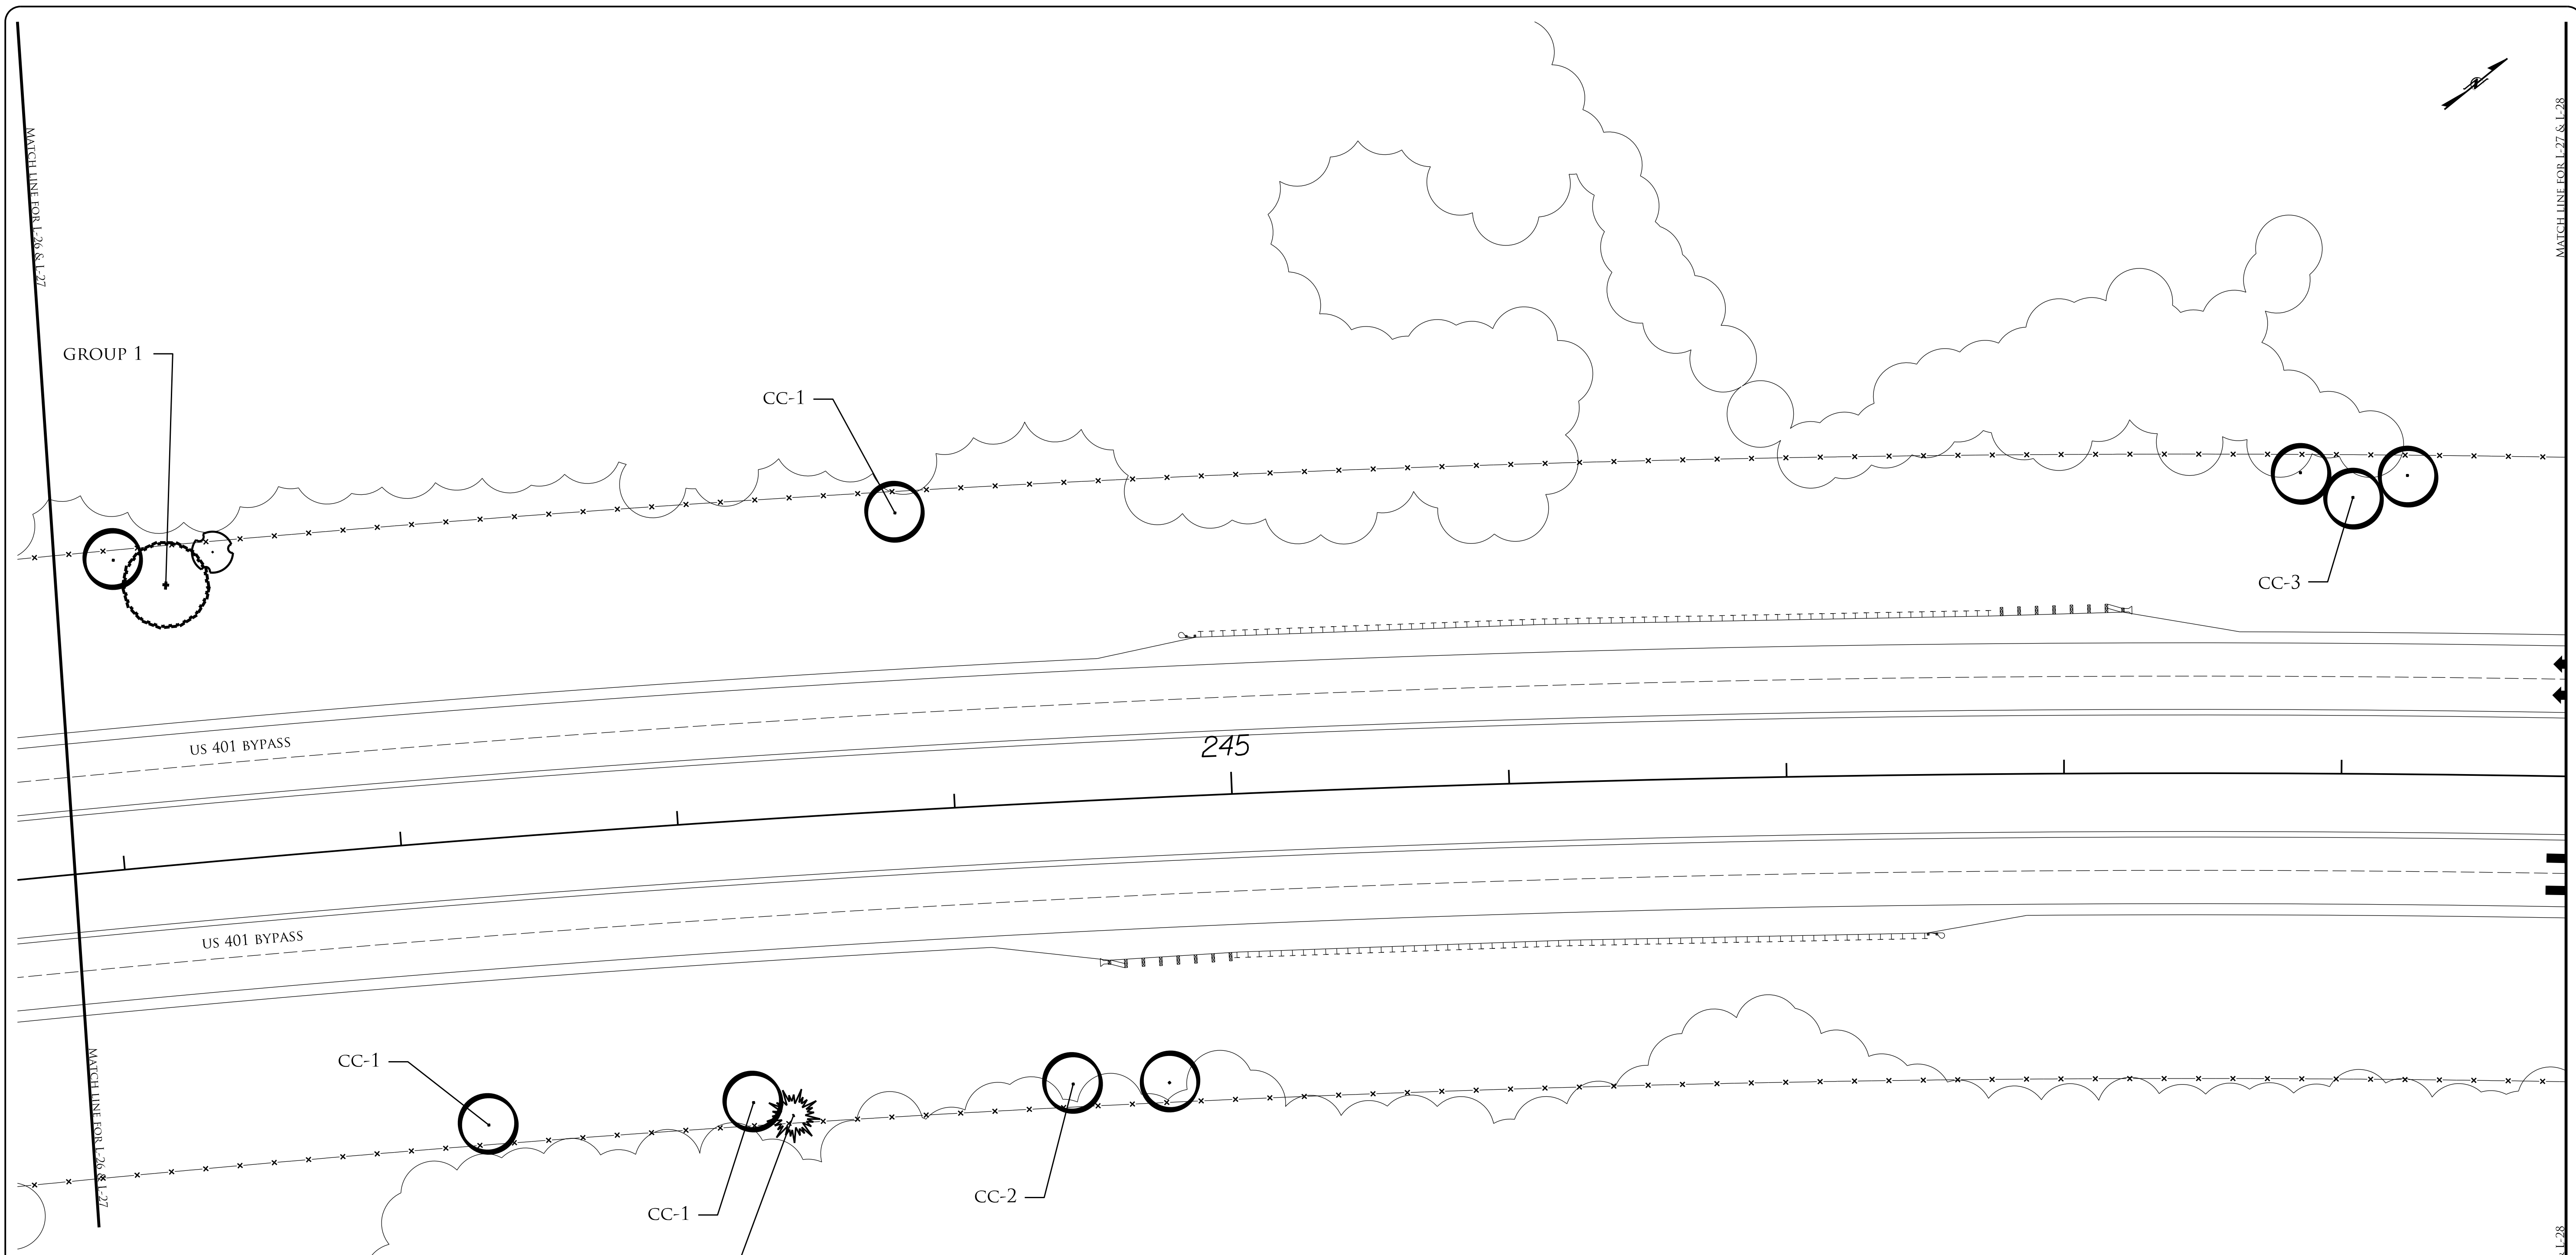 MATCH LINE FOR L-26 & L-27
MATCH LINE FOR L-27 & L-28
N
GROUP 1
CC-1
CC-3
US 401 BYPASS
245
US 401 BYPASS
CC-1
MATCH LINE FOR L-26 & L-27
CC-2
CC-1
& L-28